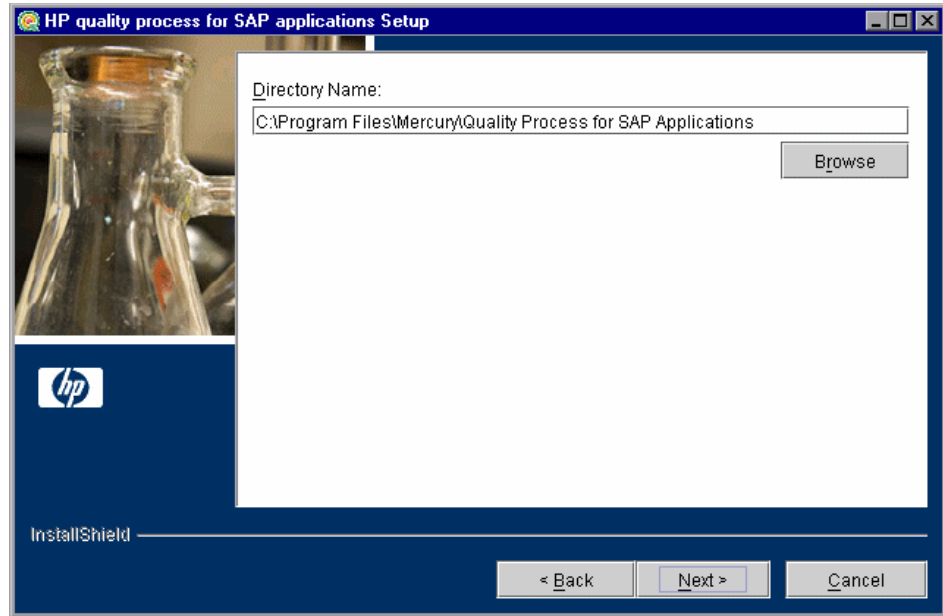 HP quality process for SAP applications Setup
Directory Name:
C:\Program Files\Mercury\Quality Process for SAP Applications
Browse
hp
InstallShield
< Back
Next >
Cancel